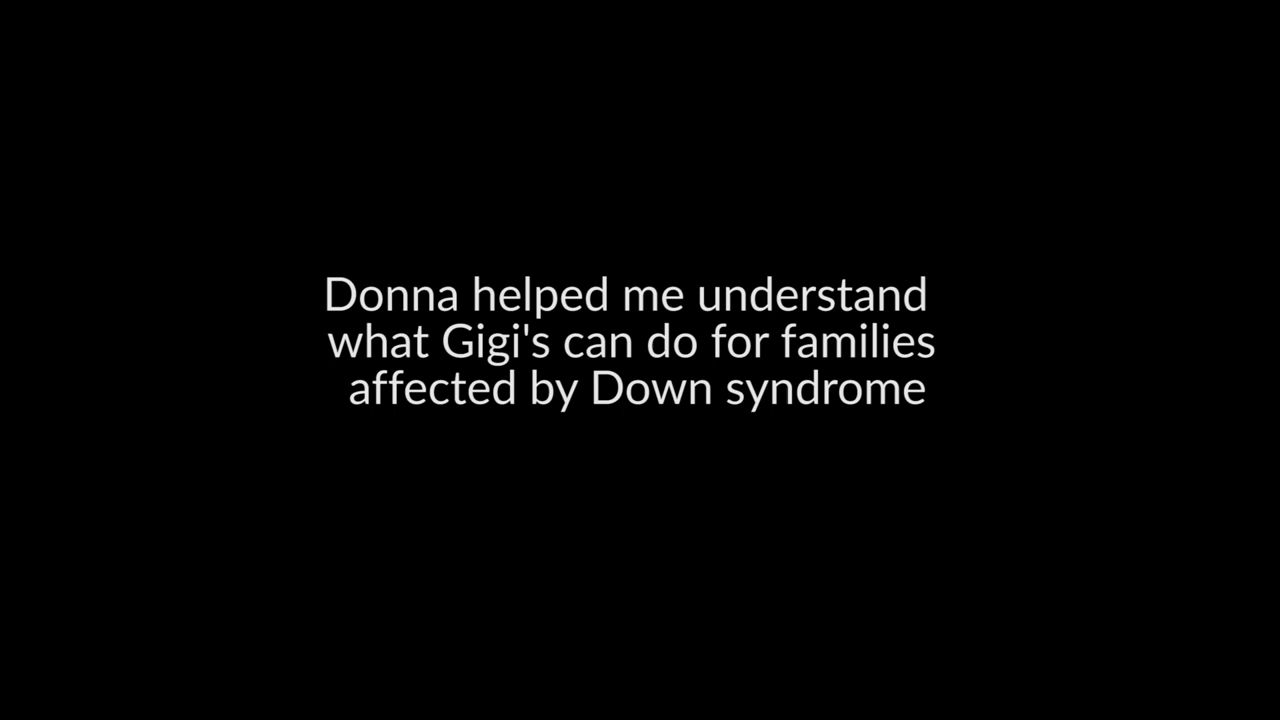 Donna helped me understand
what Gigi's can do for families
affected by Down syndrome